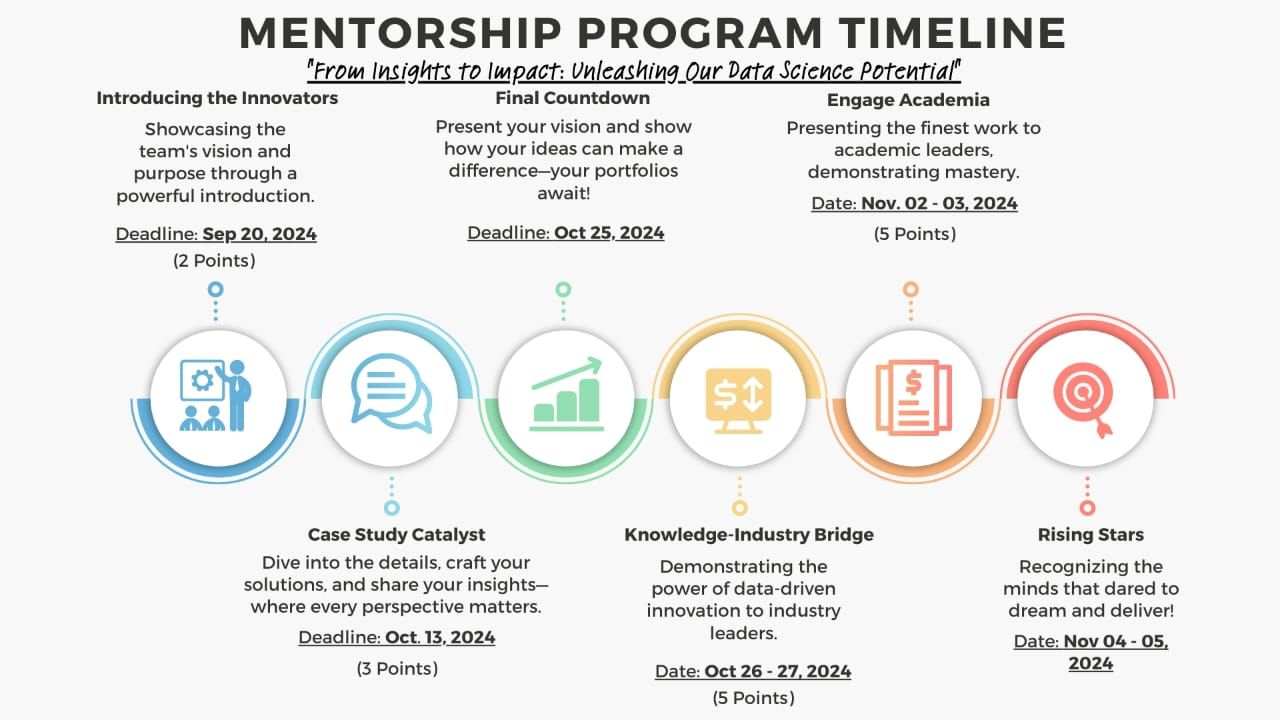 MENTORSHIP PROGRAM TIMELINE
"From Insights to Impact: Unleashing Our Data Science Potential"
Introducing the Innovators
Showcasing the
team's vision and
purpose through a
powerful introduction.
Deadline: Sep 20, 2024
(2 Points)
Case Study Catalyst
Dive into the details, craft your
solutions, and share your insights—
where every perspective matters.
Deadline: Oct. 13, 2024
(3 Points)
Final Countdown
Present your vision and show
how your ideas can make a
difference—your portfolios
await!
Deadline: Oct 25, 2024
Knowledge-Industry Bridge
Demonstrating the
power of data-driven
innovation to industry
leaders.
Date: Oct 26 - 27, 2024
(5 Points)
Engage Academia
Presenting the finest work to
academic leaders,
demonstrating mastery.
Date: Nov. 02 - 03, 2024
(5 Points)
Rising Stars
Recognizing the
minds that dared to
dream and deliver!
Date: Nov 04 - 05,
2024
$
$